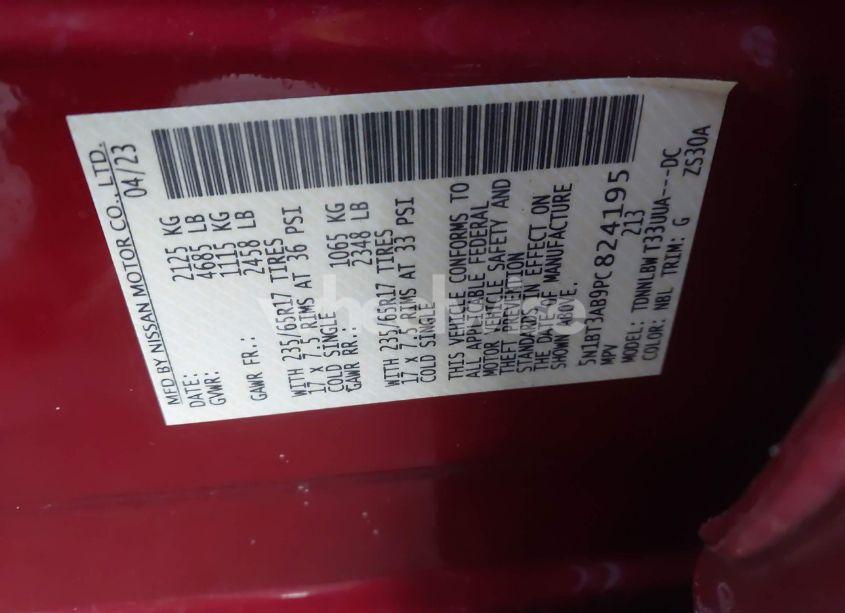 MFD BY NISSAN MOTOR CO., LTD.
DATE: 04/23
GVWR: 2125 KG
4685 LB
GAWR FR.: 1115 KG
2458 LB
WITH 235/65R17 TIRES
17 x 7.5 RIMS AT 36 PSI
COLD SINGLE
GAWR RR.: 1065 KG
2348 LB
WITH 235/65R17 TIRES
17 x 7.5 RIMS AT 33 PSI
COLD SINGLE
THIS VEHICLE CONFORMS TO
ALL APPLICABLE FEDERAL
MOTOR VEHICLE SAFETY AND
THEFT PREVENTION
STANDARDS IN EFFECT ON
THE DATE OF MANUFACTURE
SHOWN ABOVE.
5N1BT3AB9PC824195
MPV 213
MODEL: TDNNLBW T33UUA---DC
COLOR: NBL TRIM: G ZS30A